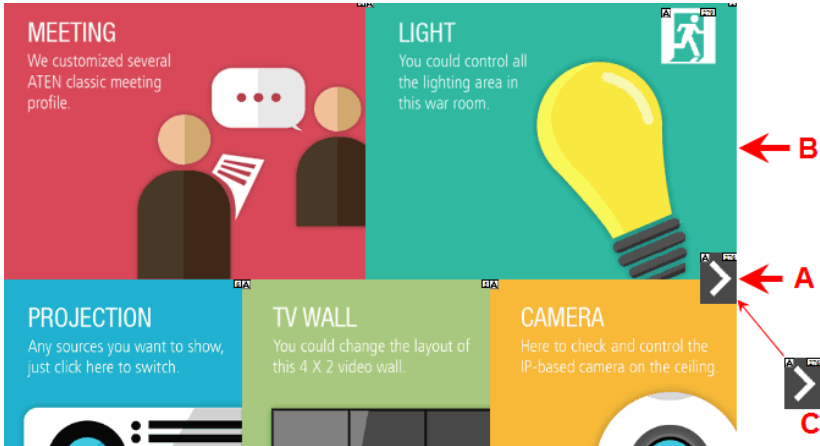 MEETING
We customized several
ATEN classic meeting
profile.
LIGHT
You could control all
the lighting area in
this war room.
B
A
PROJECTION
Any sources you want to show,
just click here to switch.
TV WALL
You could change the layout of
this 4 X 2 video wall.
CAMERA
Here to check and control the
IP-based camera on the ceiling.
C